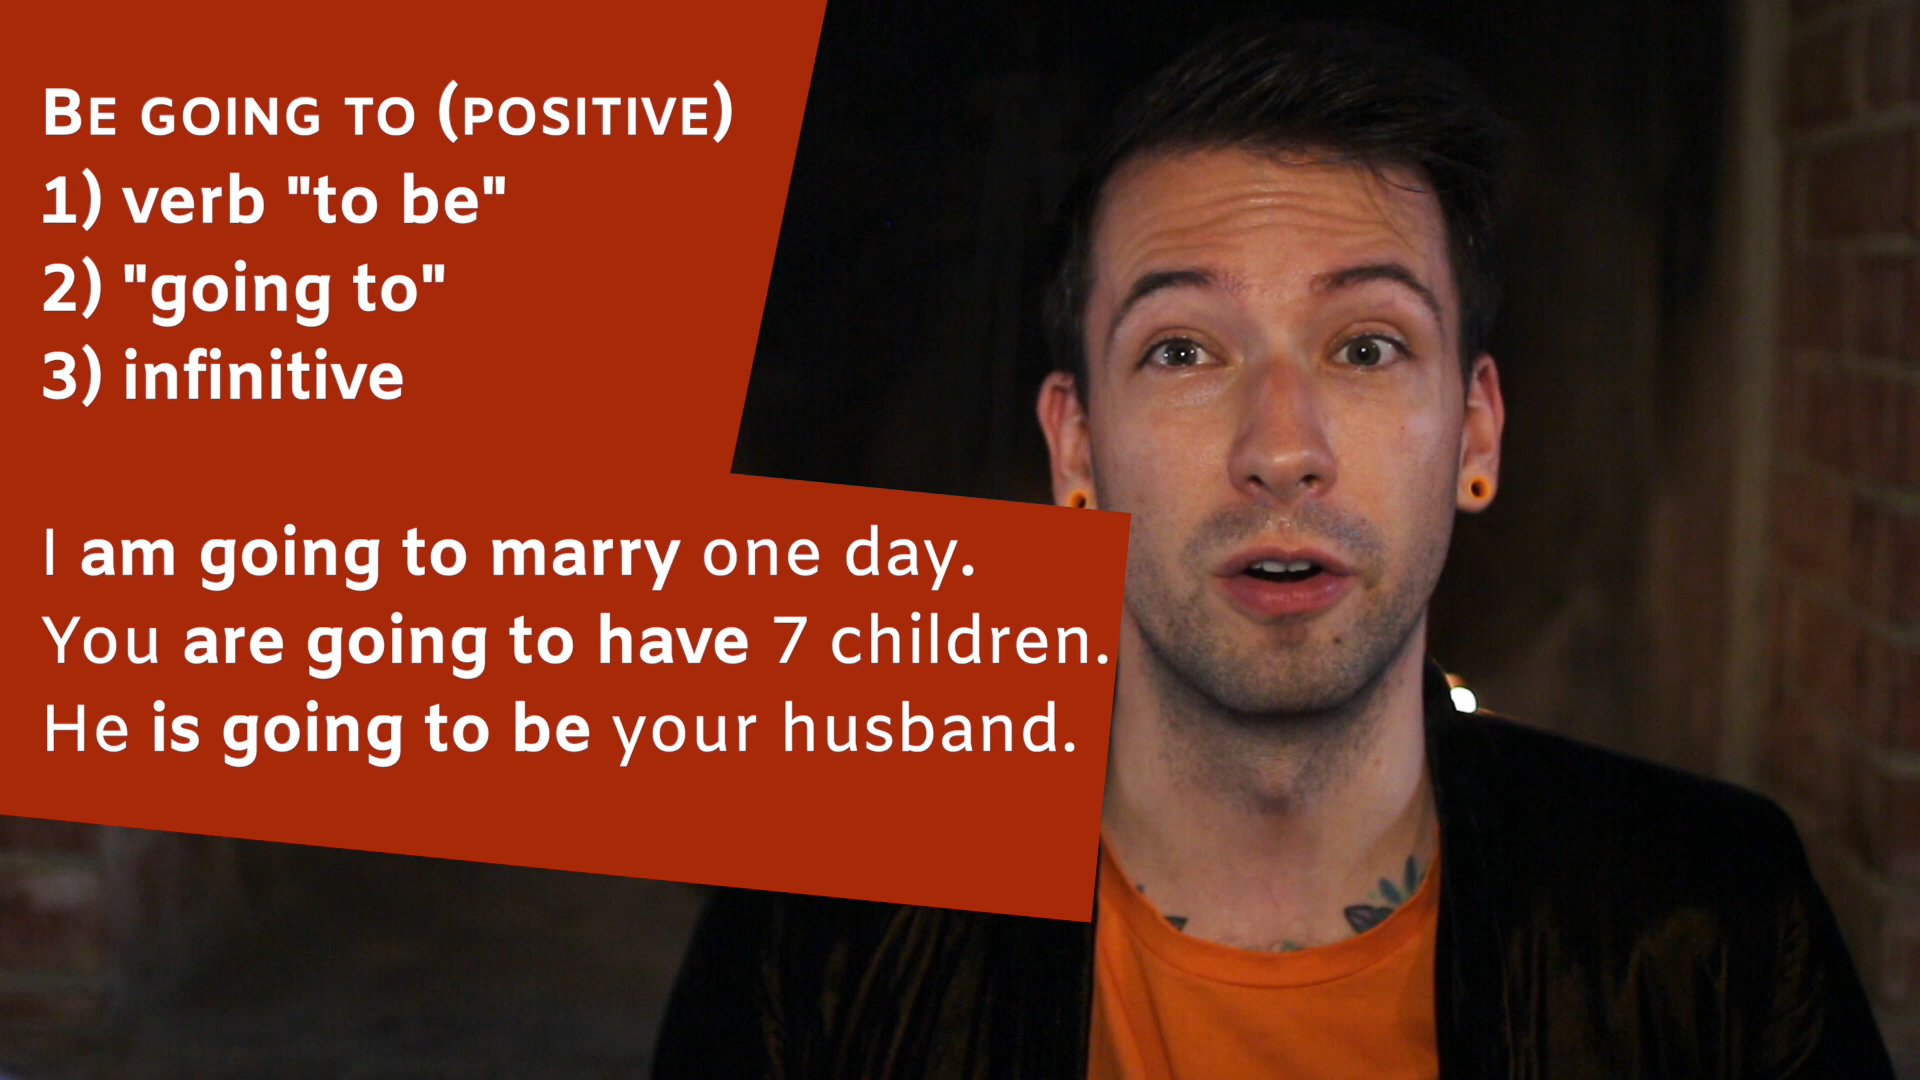 Be going to (positive)
1) verb "to be"
2) "going to"
3) infinitive
I am going to marry one day.
You are going to have 7 children.
He is going to be your husband.